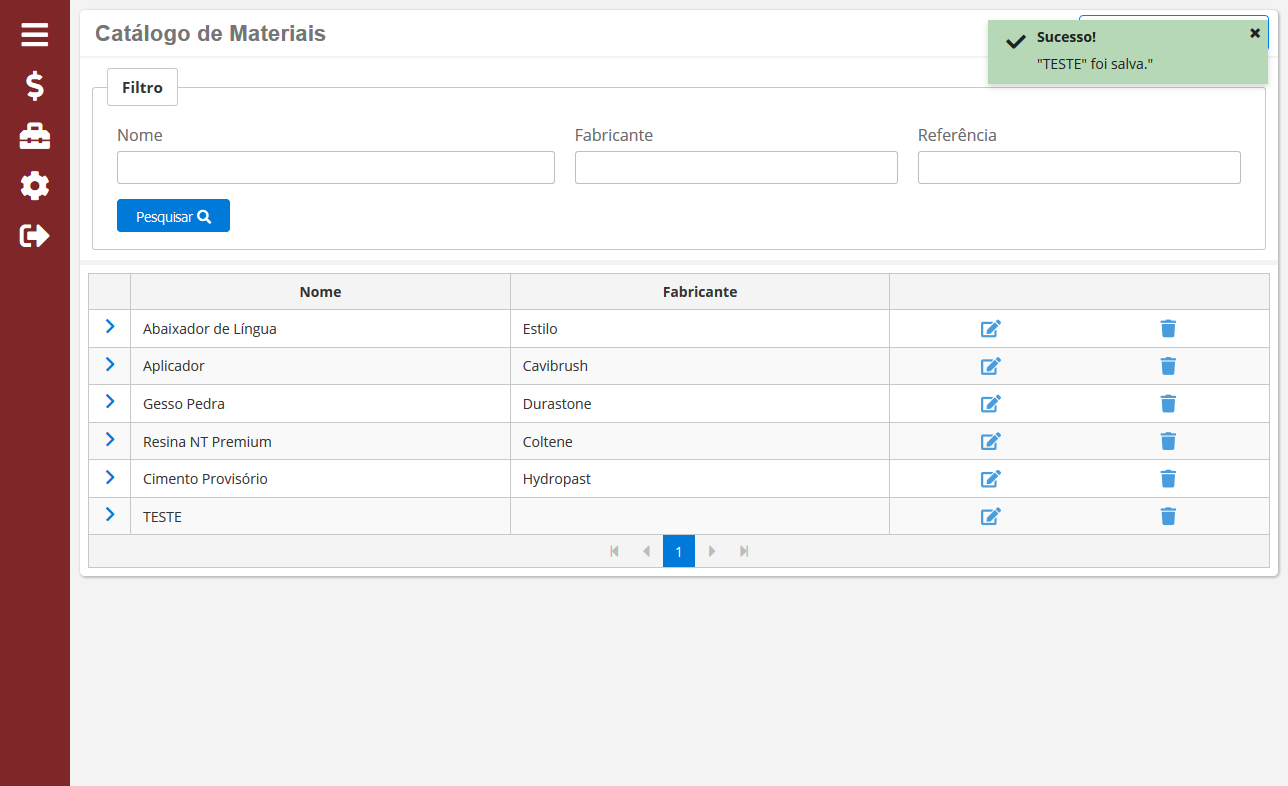 Catálogo de Materiais
Sucesso!
"TESTE" foi salva."
Filtro
Nome Fabricante Referência
Pesquisar
Nome Fabricante
Abaixador de Língua Estilo
Aplicador Cavibrush
Gesso Pedra Durastone
Resina NT Premium Coltene
Cimento Provisório Hydropast
TESTE
1